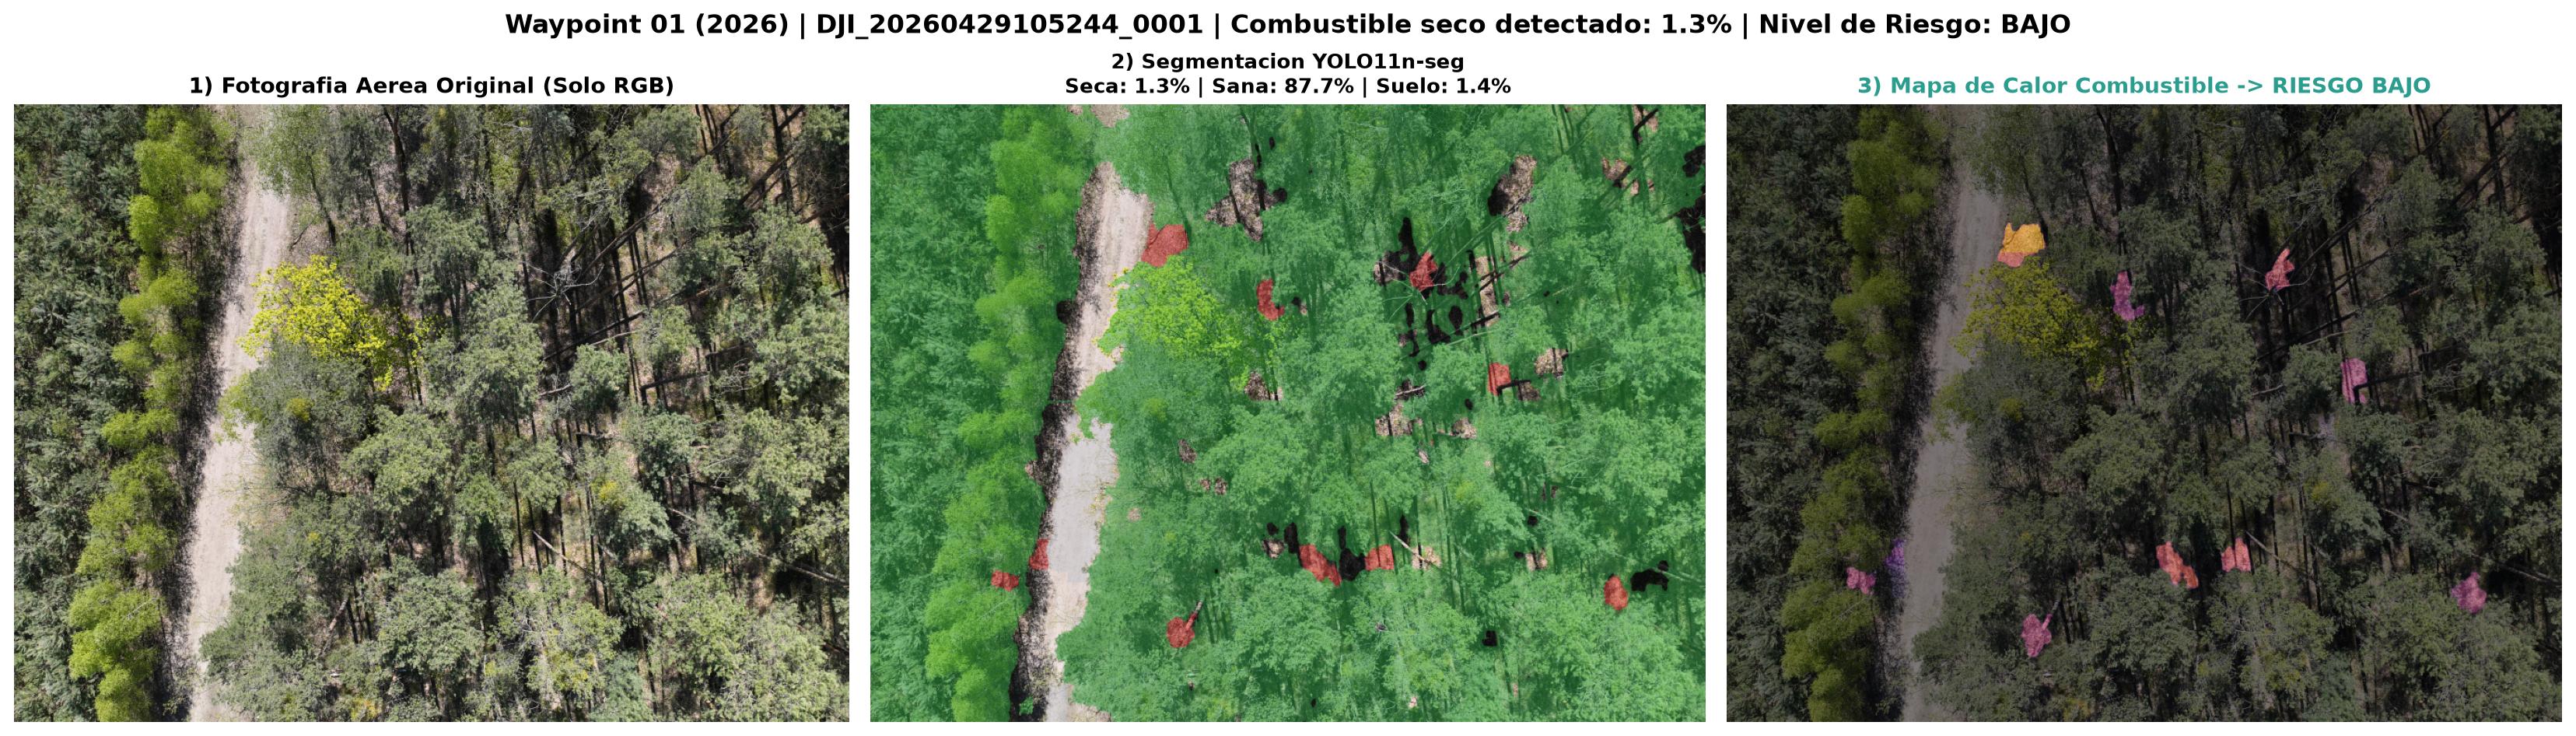 Waypoint 01 (2026) | DJI_20260429105244_0001 | Combustible seco detectado: 1.3% | Nivel de Riesgo: BAJO
1) Fotografia Aerea Original (Solo RGB)
2) Segmentacion YOLO11n-seg
Seca: 1.3% | Sana: 87.7% | Suelo: 1.4%
3) Mapa de Calor Combustible -> RIESGO BAJO